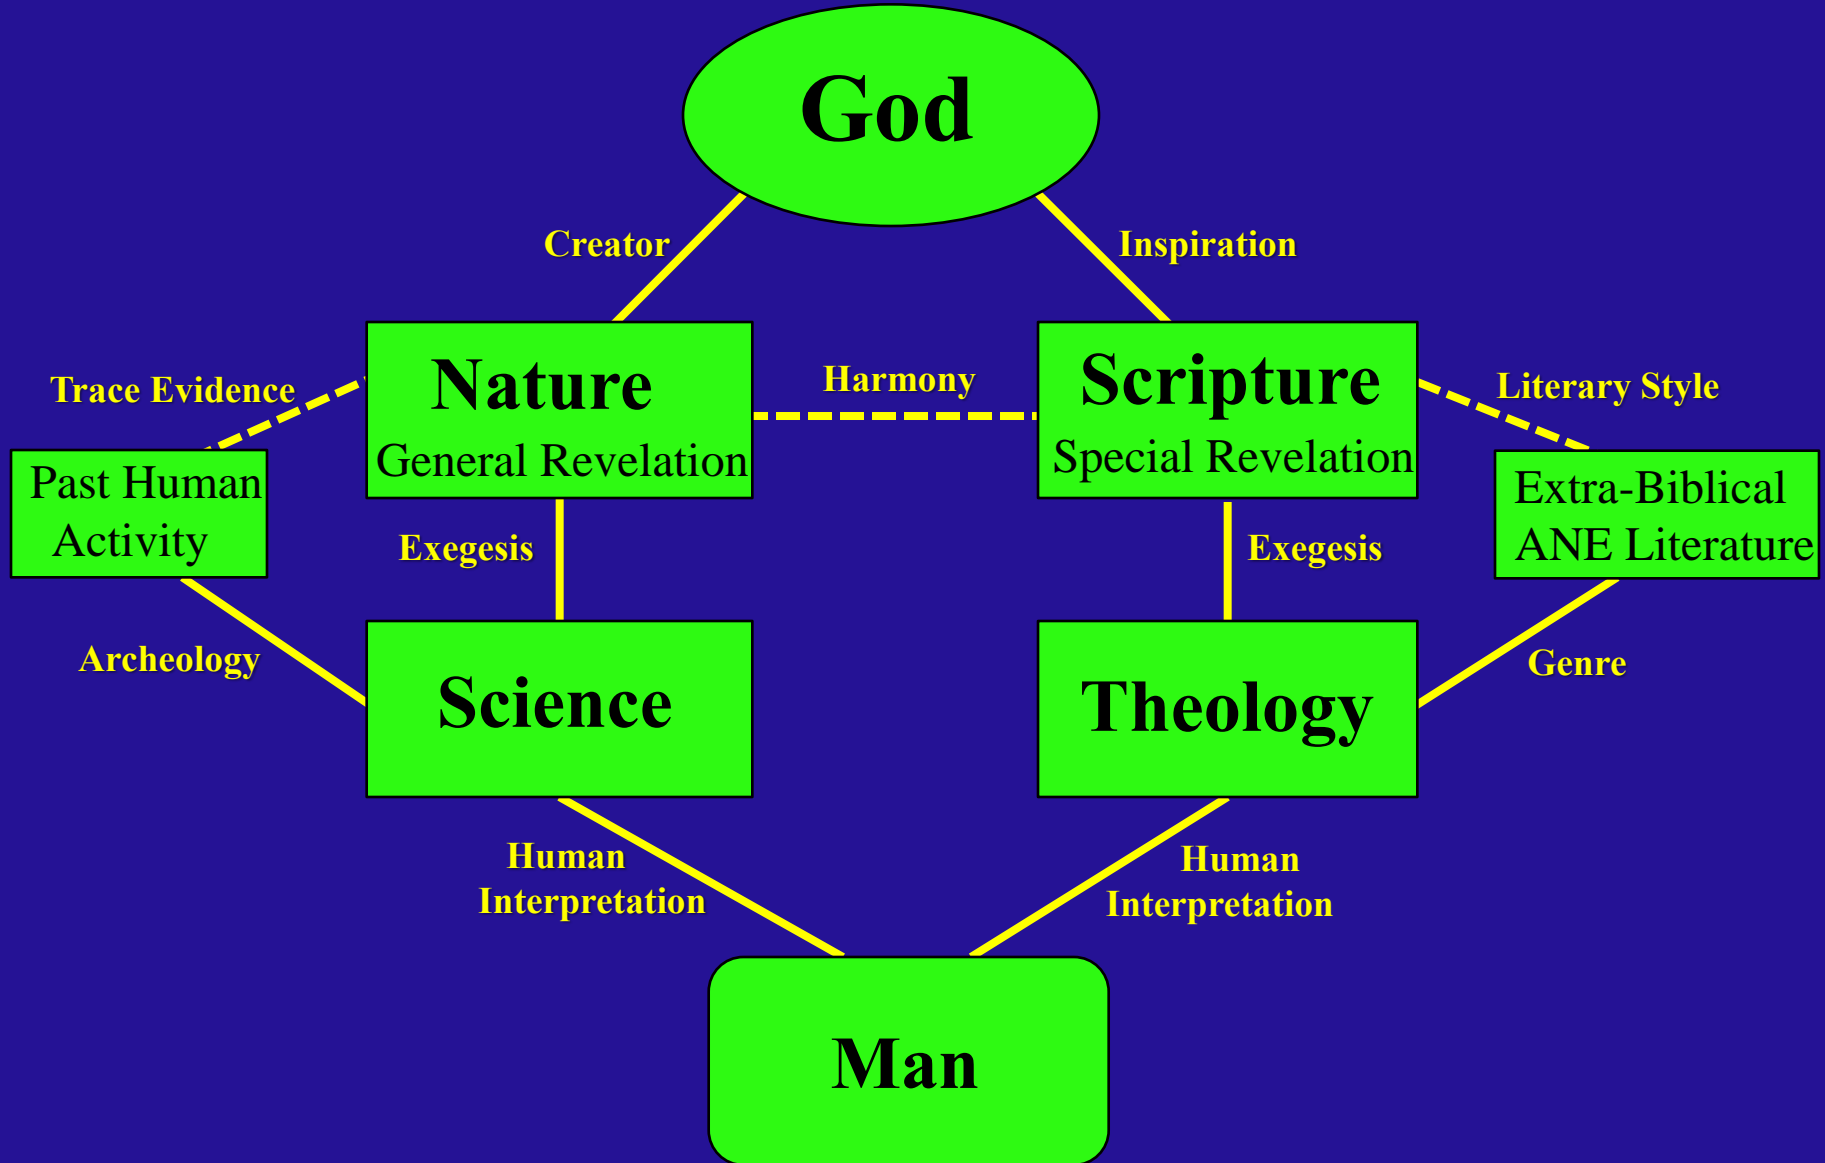 God
Creator
Inspiration
Trace Evidence
Nature
General Revelation
Harmony
Scripture
Special Revelation
Literary Style
Past Human
Activity
Exegesis
Exegesis
Extra-Biblical
ANE Literature
Archeology
Science
Theology
Genre
Human
Interpretation
Human
Interpretation
Man